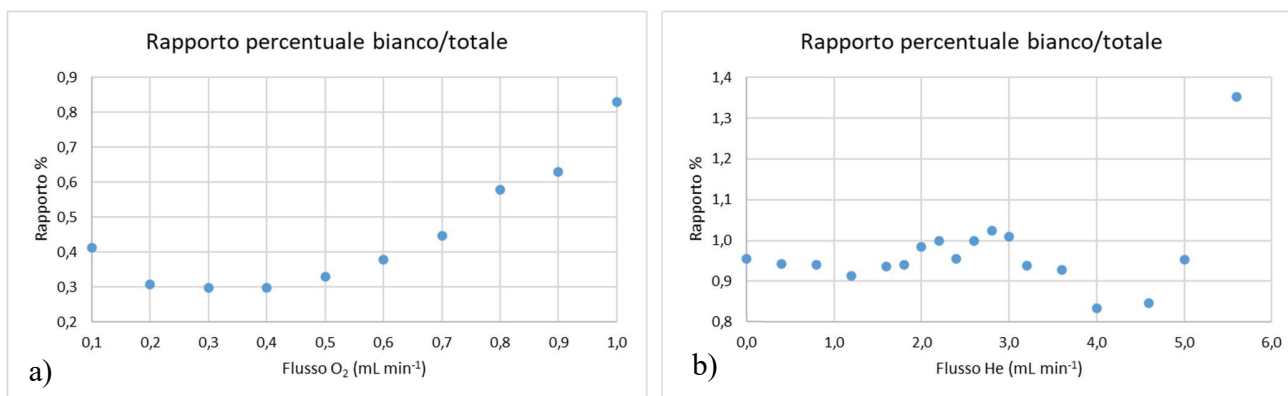 Rapporto percentuale bianco/totale
0,9
0,8
0,7
0,6
0,5
0,4
0,3
0,2
Rapporto %
0,1 0,2 0,3 0,4 0,5 0,6 0,7 0,8 0,9 1,0
Flusso O₂ (mL min⁻¹)
a)
Rapporto percentuale bianco/totale
1,4
1,3
1,2
1,1
1,0
0,9
0,8
Rapporto %
0,0 1,0 2,0 3,0 4,0 5,0 6,0
Flusso He (mL min⁻¹)
b)